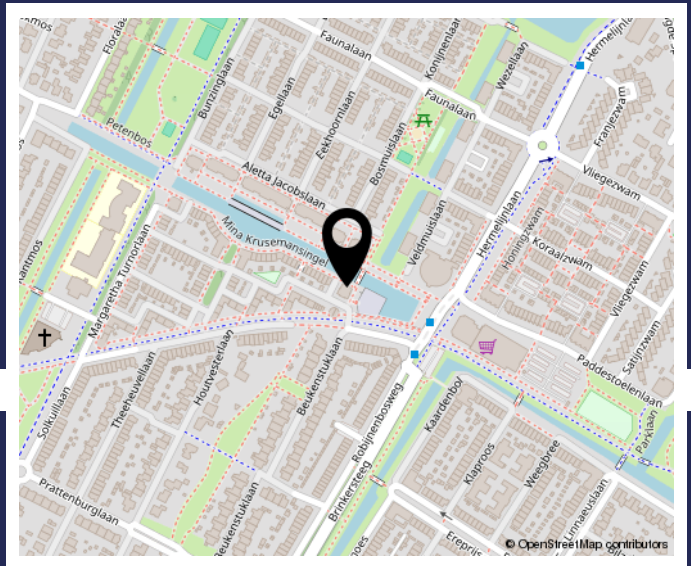 Floralaan
Bunzinglaan
Faunalaan
Egellaan
Eekhoornlaan
Konijnenlaan
Faunalaan
Wezellaan
Franjezwam
Petenbos
Aletta Jacobslaan
Bosmuislaan
Vliegezwam
Mina Krusemansingel
Veldmuislaan
Hermelijnlaan
Honingzwam
Koraalzwam
Margaretha Turnorlaan
Vliegezwam
Satijnzwam
Paddestoelenlaan
Solkuillaan
Theeheuvellaan
Houtvesterlaan
Beukenstuklaan
Robijnenbosweg
Kaardenbol
Parklaan
Klaproos
Weegbree
Brinkersteeg
Linnaeuslaan
Prattenburglaan
Beukenstuklaan
© OpenStreetMap contributors